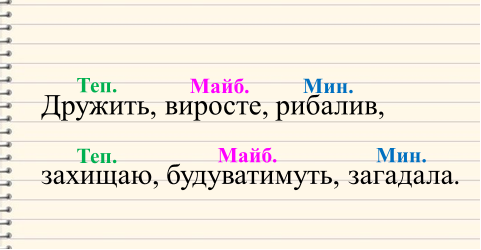 Теп. Майб. Мин.
Дружить, виросте, рибалив,
Теп. Майб. Мин.
захищаю, будуватимуть, загадала.